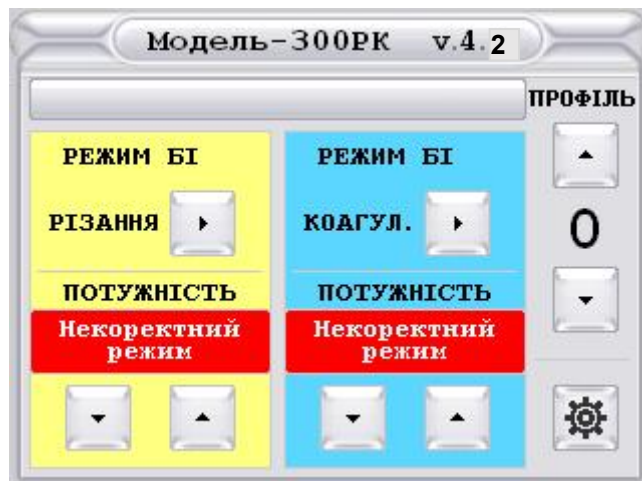 Модель-300РК v.4.2
ПРОФІЛЬ
0
РЕЖИМ БІ
РІЗАННЯ
ПОТУЖНІСТЬ
Некоректний
режим
РЕЖИМ БІ
КОАГУЛ.
ПОТУЖНІСТЬ
Некоректний
режим